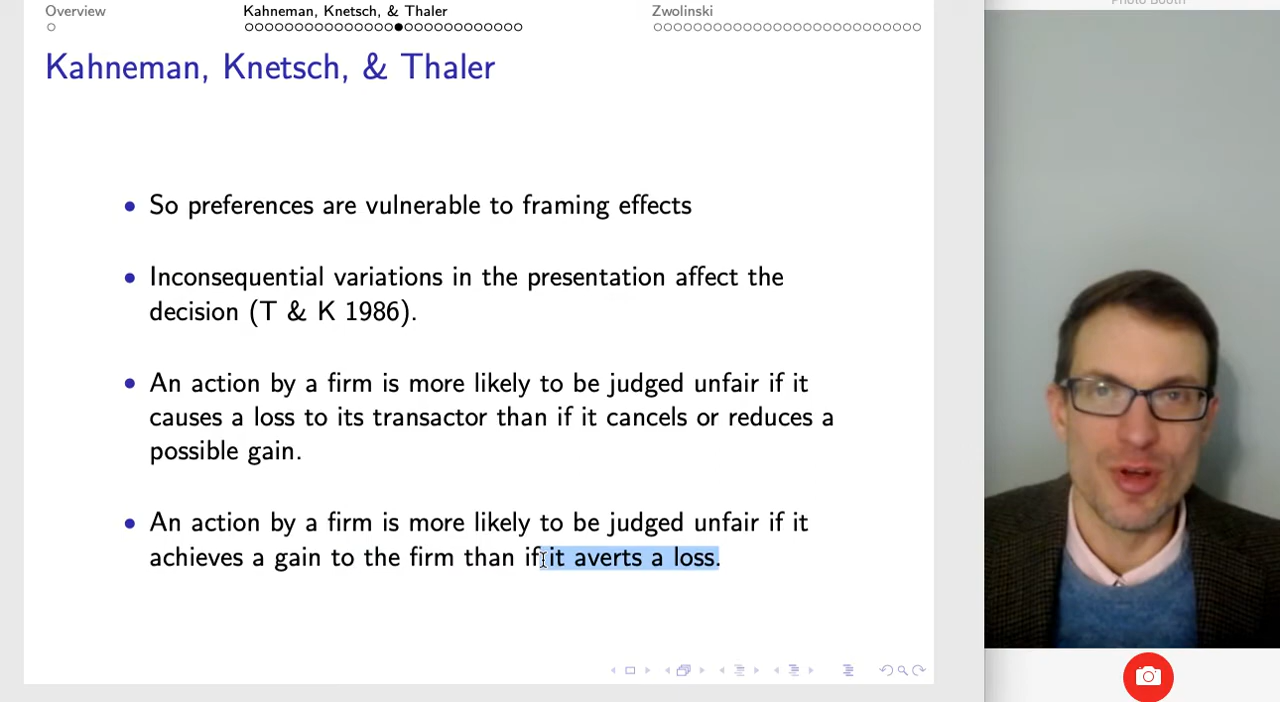 Overview
Kahneman, Knetsch, & Thaler
Zwolinski
Photo Booth
Kahneman, Knetsch, & Thaler
So preferences are vulnerable to framing effects
Inconsequential variations in the presentation affect the
decision (T & K 1986).
An action by a firm is more likely to be judged unfair if it
causes a loss to its transactor than if it cancels or reduces a
possible gain.
An action by a firm is more likely to be judged unfair if it
achieves a gain to the firm than if it averts a loss.